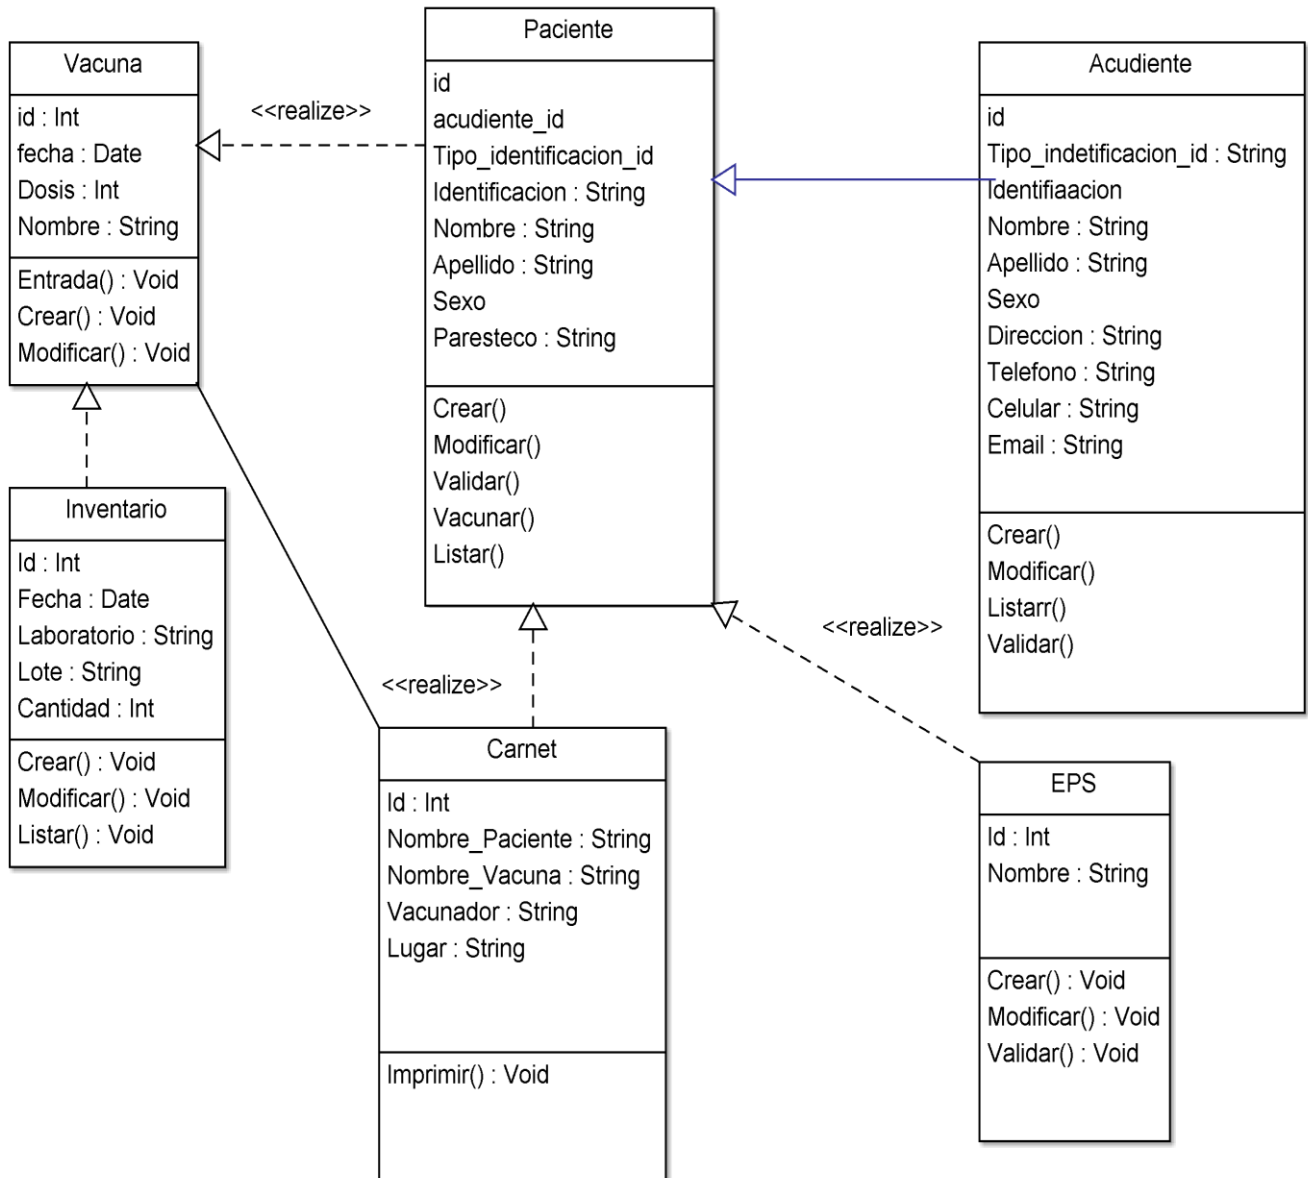 Vacuna
id : Int
fecha : Date
Dosis : Int
Nombre : String
Entrada() : Void
Crear() : Void
Modificar() : Void
<<realize>>
Paciente
id
acudiente_id
Tipo_identificacion_id
Identificacion : String
Nombre : String
Apellido : String
Sexo
Paresteco : String
Crear()
Modificar()
Validar()
Vacunar()
Listar()
Acudiente
id
Tipo_indetificacion_id : String
Identifiaacion
Nombre : String
Apellido : String
Sexo
Direccion : String
Telefono : String
Celular : String
Email : String
Crear()
Modificar()
Listarr()
Validar()
Inventario
Id : Int
Fecha : Date
Laboratorio : String
Lote : String
Cantidad : Int
Crear() : Void
Modificar() : Void
Listar() : Void
<<realize>>
<<realize>>
Carnet
Id : Int
Nombre_Paciente : String
Nombre_Vacuna : String
Vacunador : String
Lugar : String
Imprimir() : Void
EPS
Id : Int
Nombre : String
Crear() : Void
Modificar() : Void
Validar() : Void